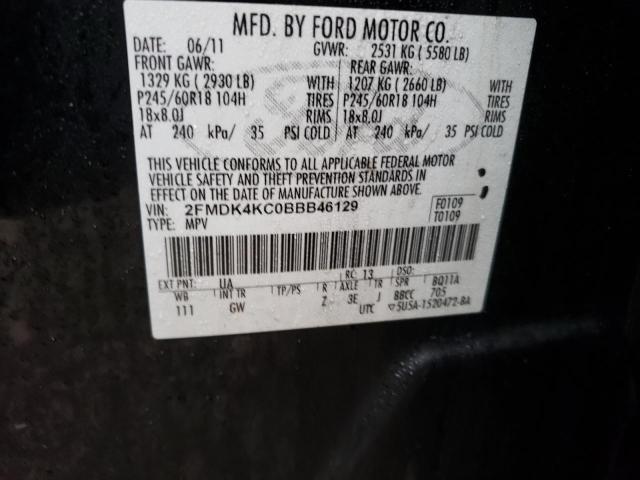 MFD. BY FORD MOTOR CO.
DATE: 06/11 GVWR: 2531 KG ( 5580 LB)
FRONT GAWR: REAR GAWR:
1329 KG ( 2930 LB) WITH 1207 KG ( 2660 LB) WITH
P245/60R18 104H TIRES P245/60R18 104H TIRES
18x8.0J RIMS 18x8.0J RIMS
AT 240 kPa/ 35 PSI COLD AT 240 kPa/ 35 PSI COLD
THIS VEHICLE CONFORMS TO ALL APPLICABLE FEDERAL MOTOR
VEHICLE SAFETY AND THEFT PREVENTION STANDARDS IN
EFFECT ON THE DATE OF MANUFACTURE SHOWN ABOVE.
VIN: 2FMDK4KC0BBB46129 F0109
TYPE: MPV T0109
EXT PNT: UA RC: 13 DSO:
WB INT TR TP/PS R AXLE TR SPR BQ11A
111 GW Z 3E J BBCC 705
UTC ▽5U5A-1520472-BA